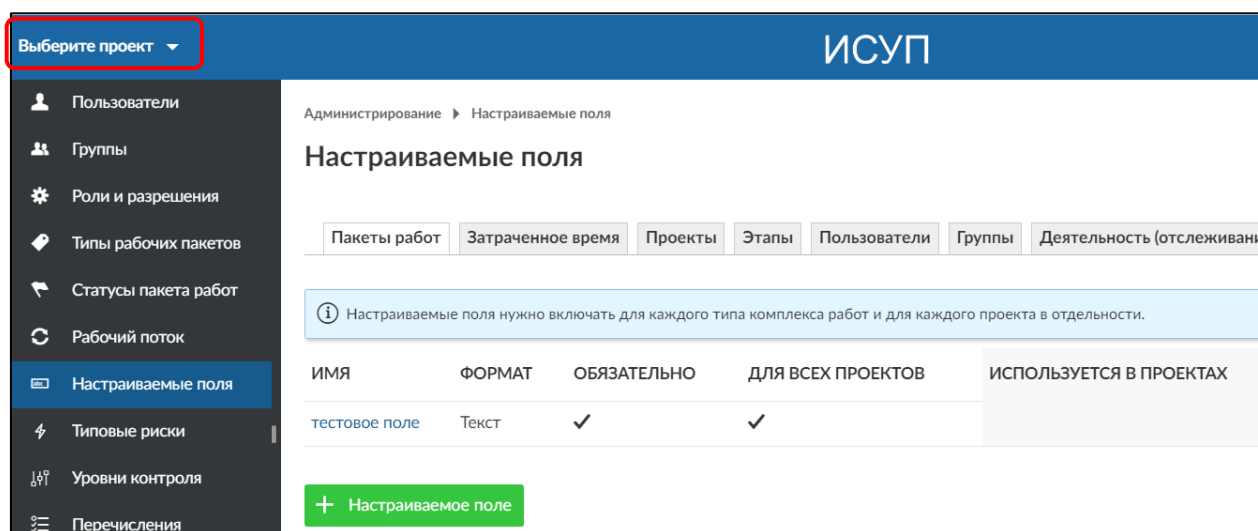 Выберите проект
ИСУП
Пользователи
Группы
Роли и разрешения
Типы рабочих пакетов
Статусы пакета работ
Рабочий поток
Настраиваемые поля
Типовые риски
Уровни контроля
Перечисления
Администрирование Настраиваемые поля
Настраиваемые поля
Пакеты работ Затраченное время Проекты Этапы Пользователи Группы Деятельность (отслеживани
Настраиваемые поля нужно включать для каждого типа комплекса работ и для каждого проекта в отдельности.
ИМЯ ФОРМАТ ОБЯЗАТЕЛЬНО ДЛЯ ВСЕХ ПРОЕКТОВ ИСПОЛЬЗУЕТСЯ В ПРОЕКТАХ
тестовое поле Текст
+ Настраиваемое поле